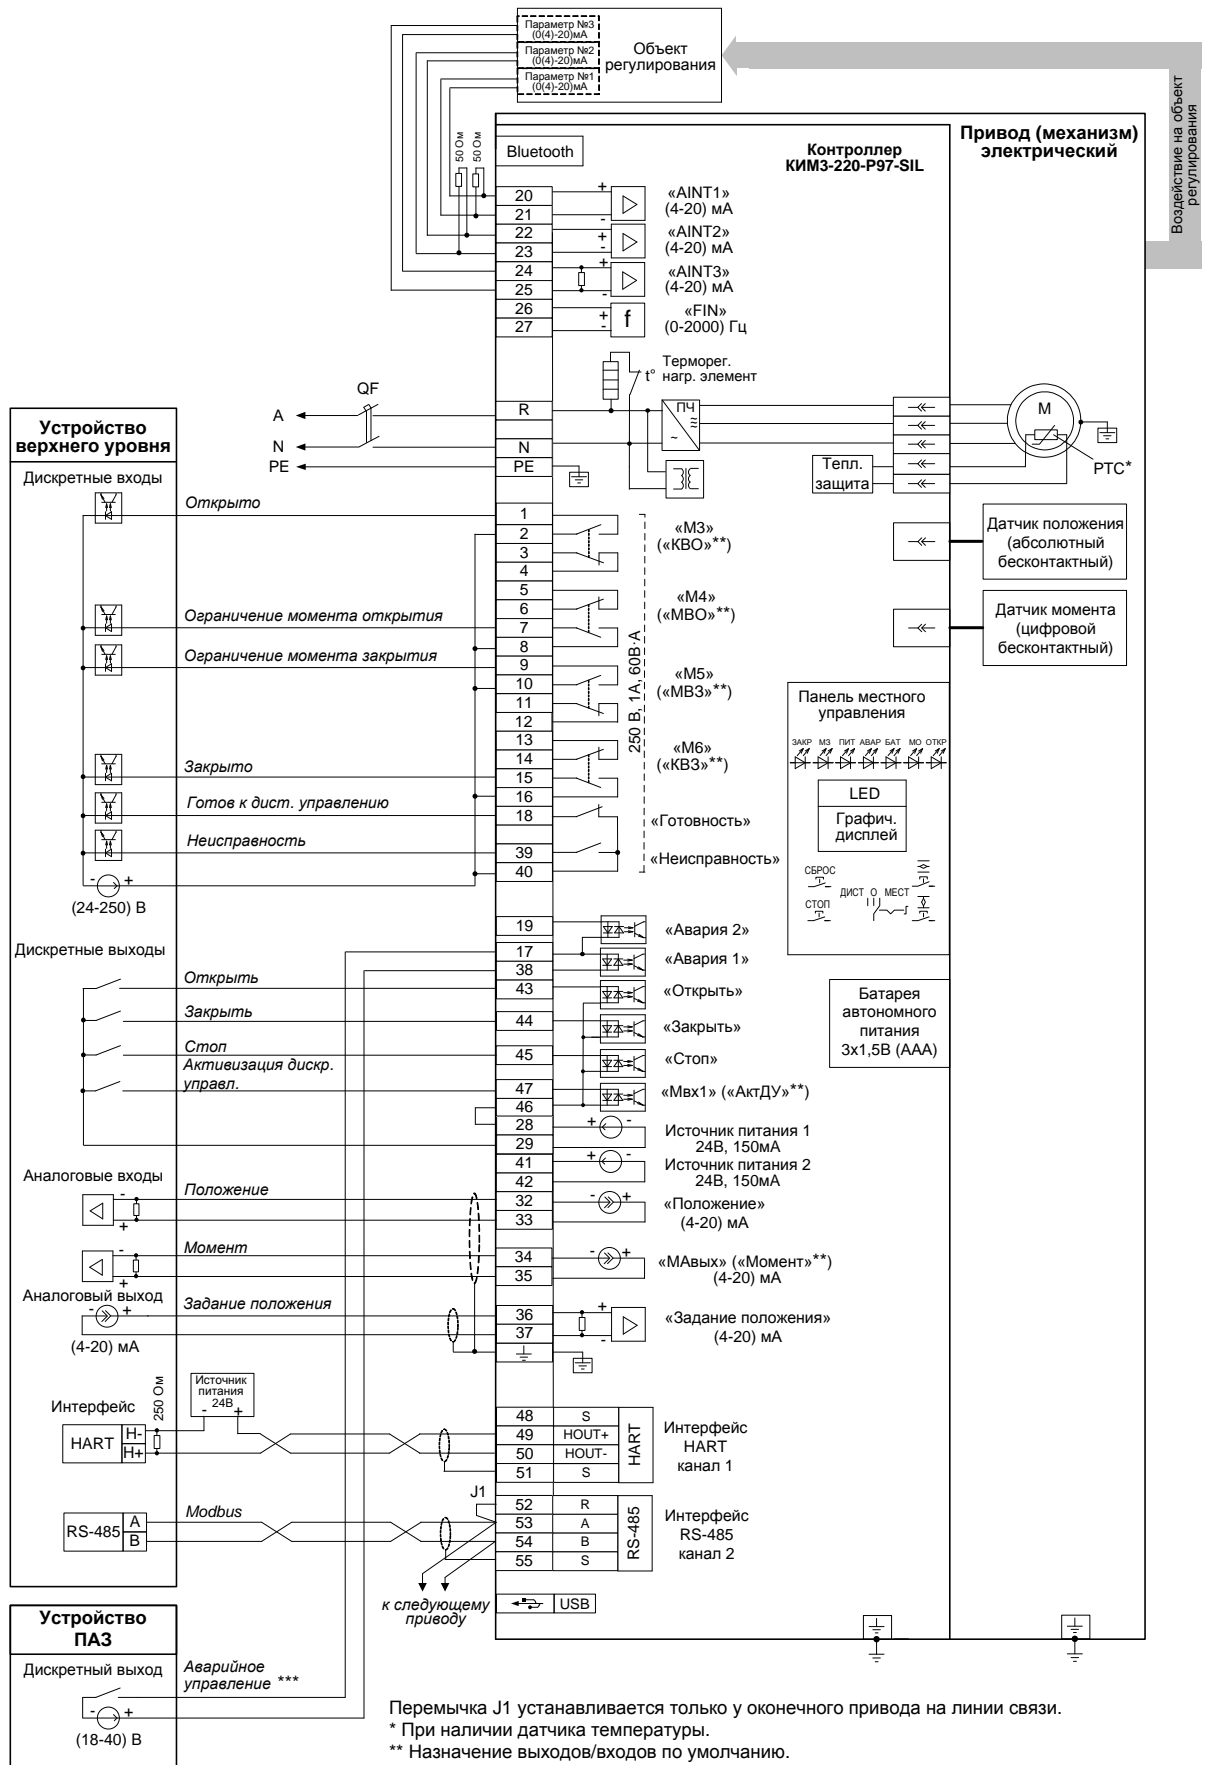 Параметр №3
(0(4)-20)мА
Параметр №2
(0(4)-20)мА
Параметр №1
(0(4)-20)мА
Объект
регулирования
Воздействие на объект
регулирования
50 Ом
50 Ом
Bluetooth
Контроллер
КИМ3-220-P97-SIL
Привод (механизм)
электрический
20
21
22
23
24
25
26
27
+
-
«AINT1»
(4-20) мА
+
-
«AINT2»
(4-20) мА
+
-
«AINT3»
(4-20) мА
+
-
f
«FIN»
(0-2000) Гц
Терморег.
t° нагр. элемент
QF
A
N
PE
R
N
PE
ПЧ
~
Тепл.
защита
M
PTC*
Датчик положения
(абсолютный
бесконтактный)
Датчик момента
(цифровой
бесконтактный)
Устройство
верхнего уровня
Дискретные входы
Открыто
Ограничение момента открытия
Ограничение момента закрытия
Закрыто
Готов к дист. управлению
Неисправность
- +
(24-250) В
1
2
3
4
5
6
7
8
9
10
11
12
13
14
15
16
18
39
40
250 В, 1А, 60В·А
«М3»
(«КВО»**)
«М4»
(«МВО»**)
«М5»
(«МВЗ»**)
«М6»
(«КВЗ»**)
«Готовность»
«Неисправность»
Панель местного
управления
ЗАКР МЗ ПИТ АВАР БАТ МО ОТКР
LED
Графич.
дисплей
СБРОС
СТОП
ДИСТ О МЕСТ
Батарея
автономного
питания
3x1,5В (ААА)
Дискретные выходы
Открыть
Закрыть
Стоп
Активизация дискр.
управл.
19
17
38
43
44
45
47
46
28
29
41
42
32
33
34
35
36
37
«Авария 2»
«Авария 1»
«Открыть»
«Закрыть»
«Стоп»
«Мвх1» («АктДУ»**)
+ -
Источник питания 1
24В, 150мА
+ -
Источник питания 2
24В, 150мА
- +
«Положение»
(4-20) мА
- +
«МАвых» («Момент»**)
(4-20) мА
+
-
«Задание положения»
(4-20) мА
Аналоговые входы
-
+
Положение
-
+
Момент
Аналоговый выход
- +
Задание положения
(4-20) мА
Интерфейс
HART
H-
H+
250 Ом
Источник
питания
24В
- +
48 S
49 HOUT+
50 HOUT-
51 S
HART
Интерфейс
HART
канал 1
J1
RS-485
A
B
Modbus
52 R
53 A
54 B
55 S
RS-485
Интерфейс
RS-485
канал 2
к следующему
приводу
USB
Устройство
ПАЗ
Дискретный выход
Аварийное
управление ***
- +
(18-40) В
Перемычка J1 устанавливается только у оконечного привода на линии связи.
* При наличии датчика температуры.
** Назначение выходов/входов по умолчанию.